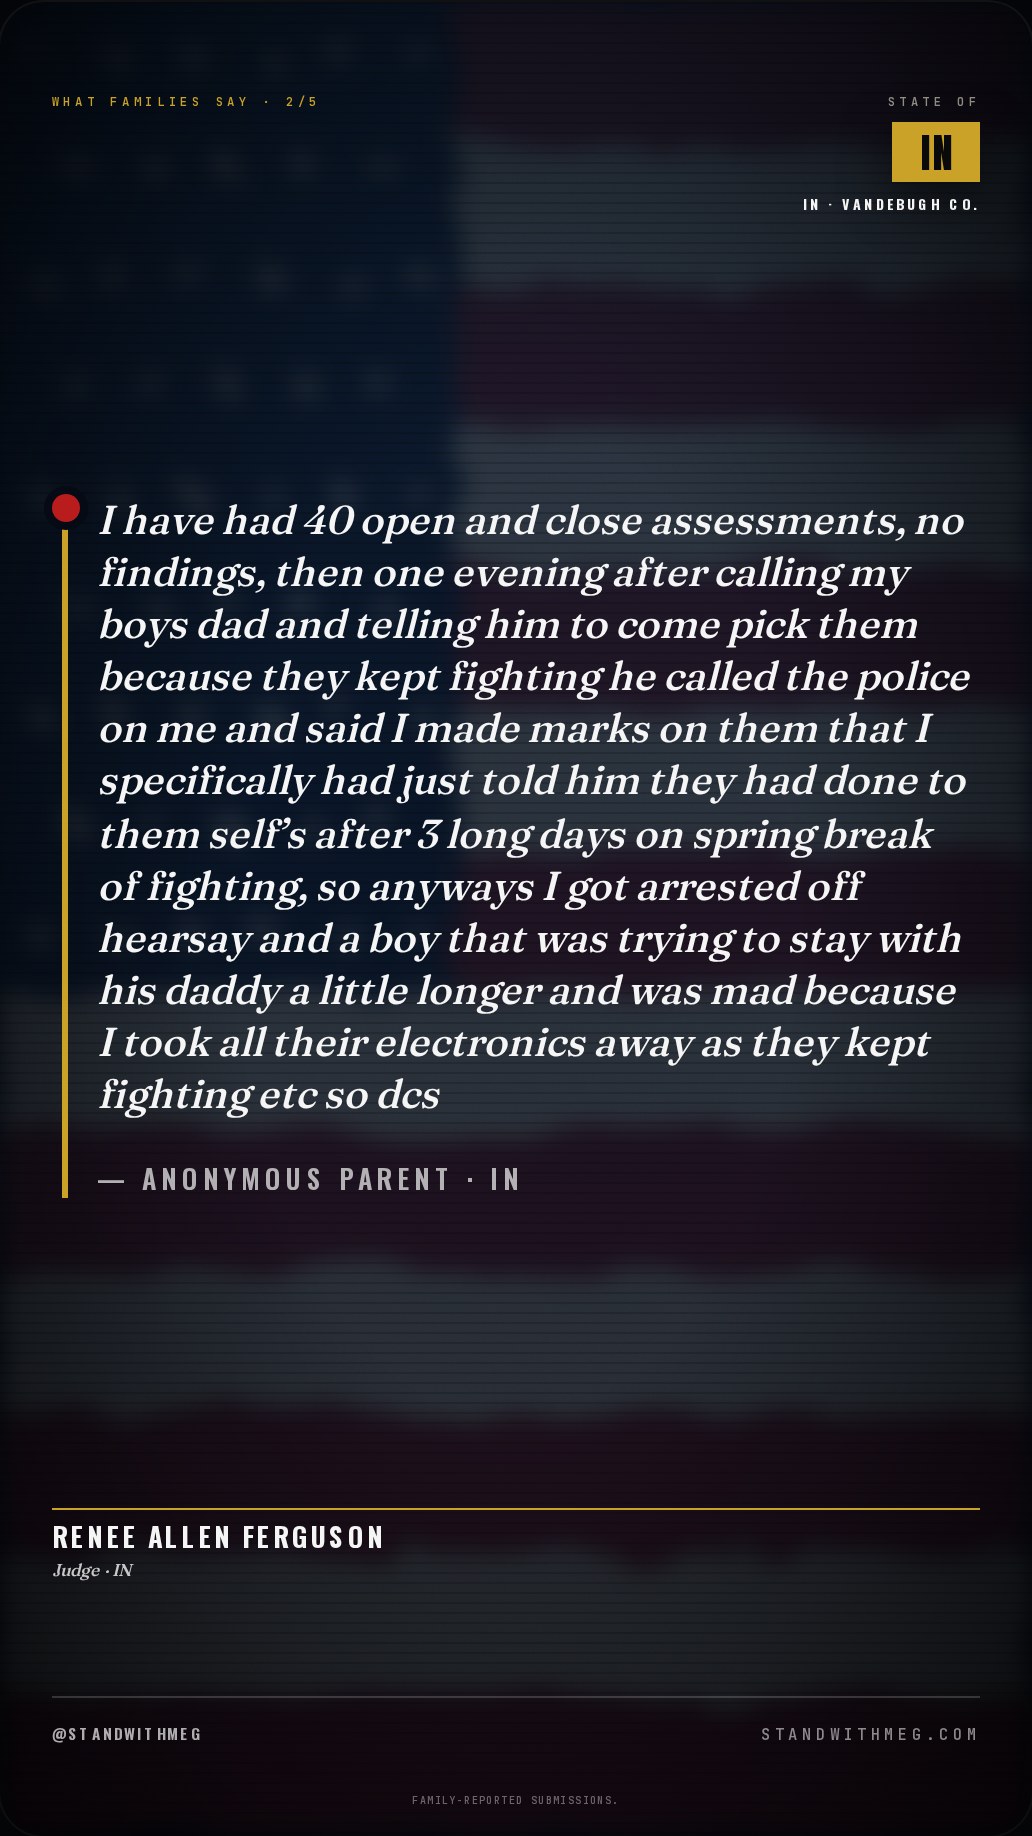 WHAT FAMILIES SAY · 2/5
STATE OF
IN
IN · VANDEBUGH CO.
I have had 40 open and close assessments, no
findings, then one evening after calling my
boys dad and telling him to come pick them
because they kept fighting he called the police
on me and said I made marks on them that I
specifically had just told him they had done to
them self’s after 3 long days on spring break
of fighting, so anyways I got arrested off
hearsay and a boy that was trying to stay with
his daddy a little longer and was mad because
I took all their electronics away as they kept
fighting etc so dcs
— ANONYMOUS PARENT · IN
RENEE ALLEN FERGUSON
Judge · IN
@STANDWITHMEG
STANDWITHMEG.COM
FAMILY-REPORTED SUBMISSIONS.